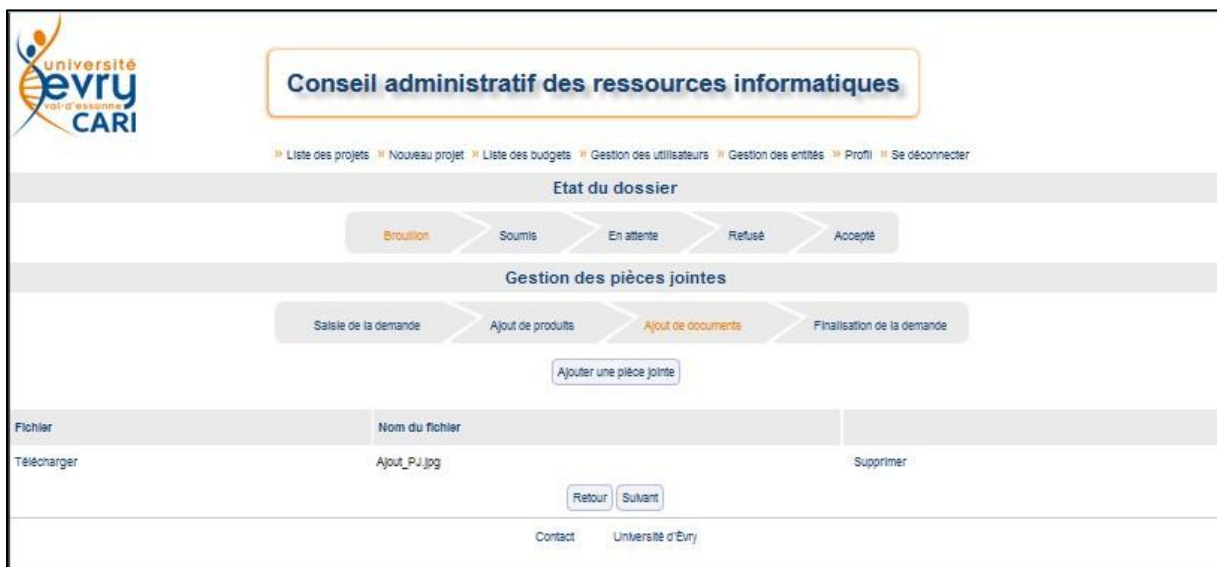 université
evry
val-d'essonne
CARI
Conseil administratif des ressources informatiques
» Liste des projets » Nouveau projet » Liste des budgets » Gestion des utilisateurs » Gestion des entités » Profil » Se déconnecter
Etat du dossier
Brouillon Soumis En attente Refusé Accepté
Gestion des pièces jointes
Saisie de la demande Ajout de produits Ajout de documents Finalisation de la demande
Ajouter une pièce jointe
Fichier Nom du fichier
Télécharger Ajout_PJ.jpg Supprimer
Retour Suivant
Contact Université d'Évry